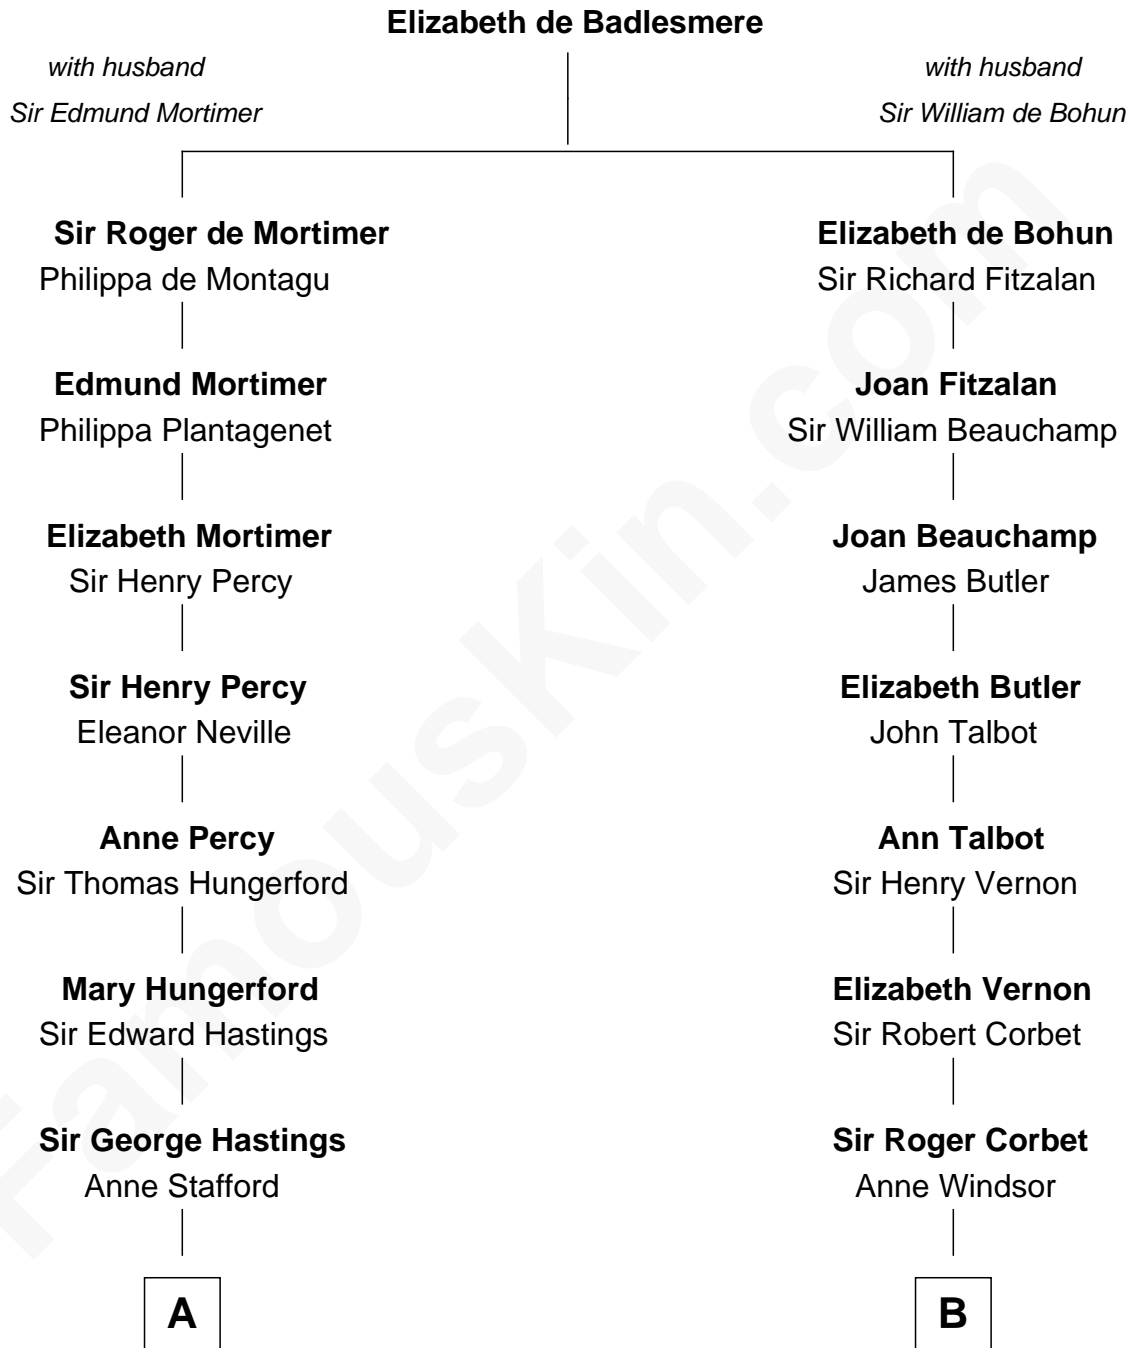 Elizabeth de Badlesmere
with husband
Sir Edmund Mortimer
with husband
Sir William de Bohun
Sir Roger de Mortimer
Philippa de Montagu
Elizabeth de Bohun
Sir Richard Fitzalan
Edmund Mortimer
Philippa Plantagenet
Joan Fitzalan
Sir William Beauchamp
Elizabeth Mortimer
Sir Henry Percy
Joan Beauchamp
James Butler
Sir Henry Percy
Eleanor Neville
Elizabeth Butler
John Talbot
Anne Percy
Sir Thomas Hungerford
Ann Talbot
Sir Henry Vernon
Mary Hungerford
Sir Edward Hastings
Elizabeth Vernon
Sir Robert Corbet
Sir George Hastings
Anne Stafford
Sir Roger Corbet
Anne Windsor
A
B
FamousKin.com